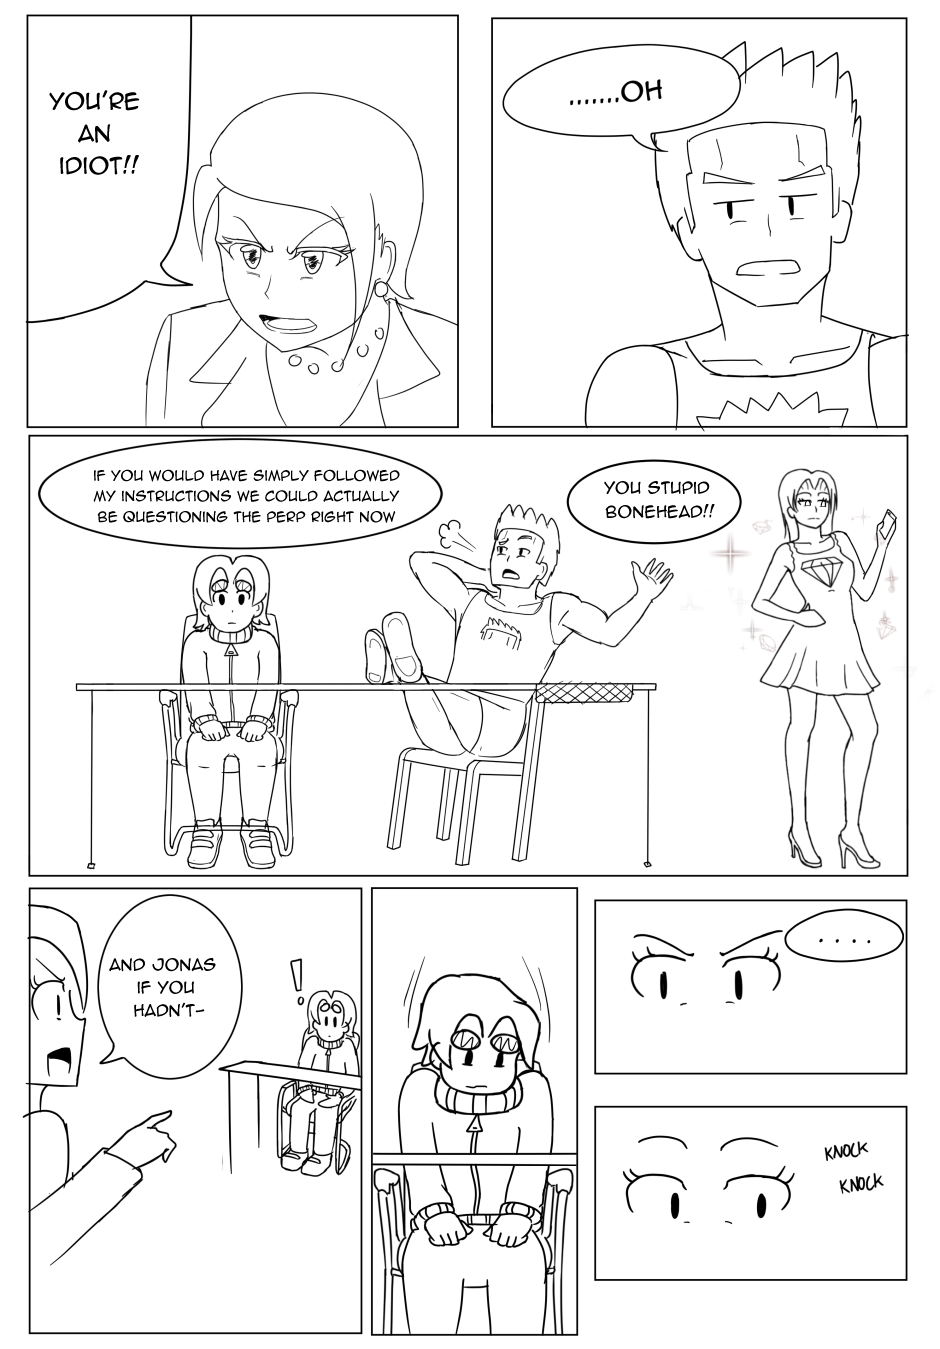 YOU'RE
AN
IDIOT!!
.......OH
IF YOU WOULD HAVE SIMPLY FOLLOWED
MY INSTRUCTIONS WE COULD ACTUALLY
BE QUESTIONING THE PERP RIGHT NOW
YOU STUPID
BONEHEAD!!
AND JONAS
IF YOU
HADN'T-
!
....
KNOCK
KNOCK